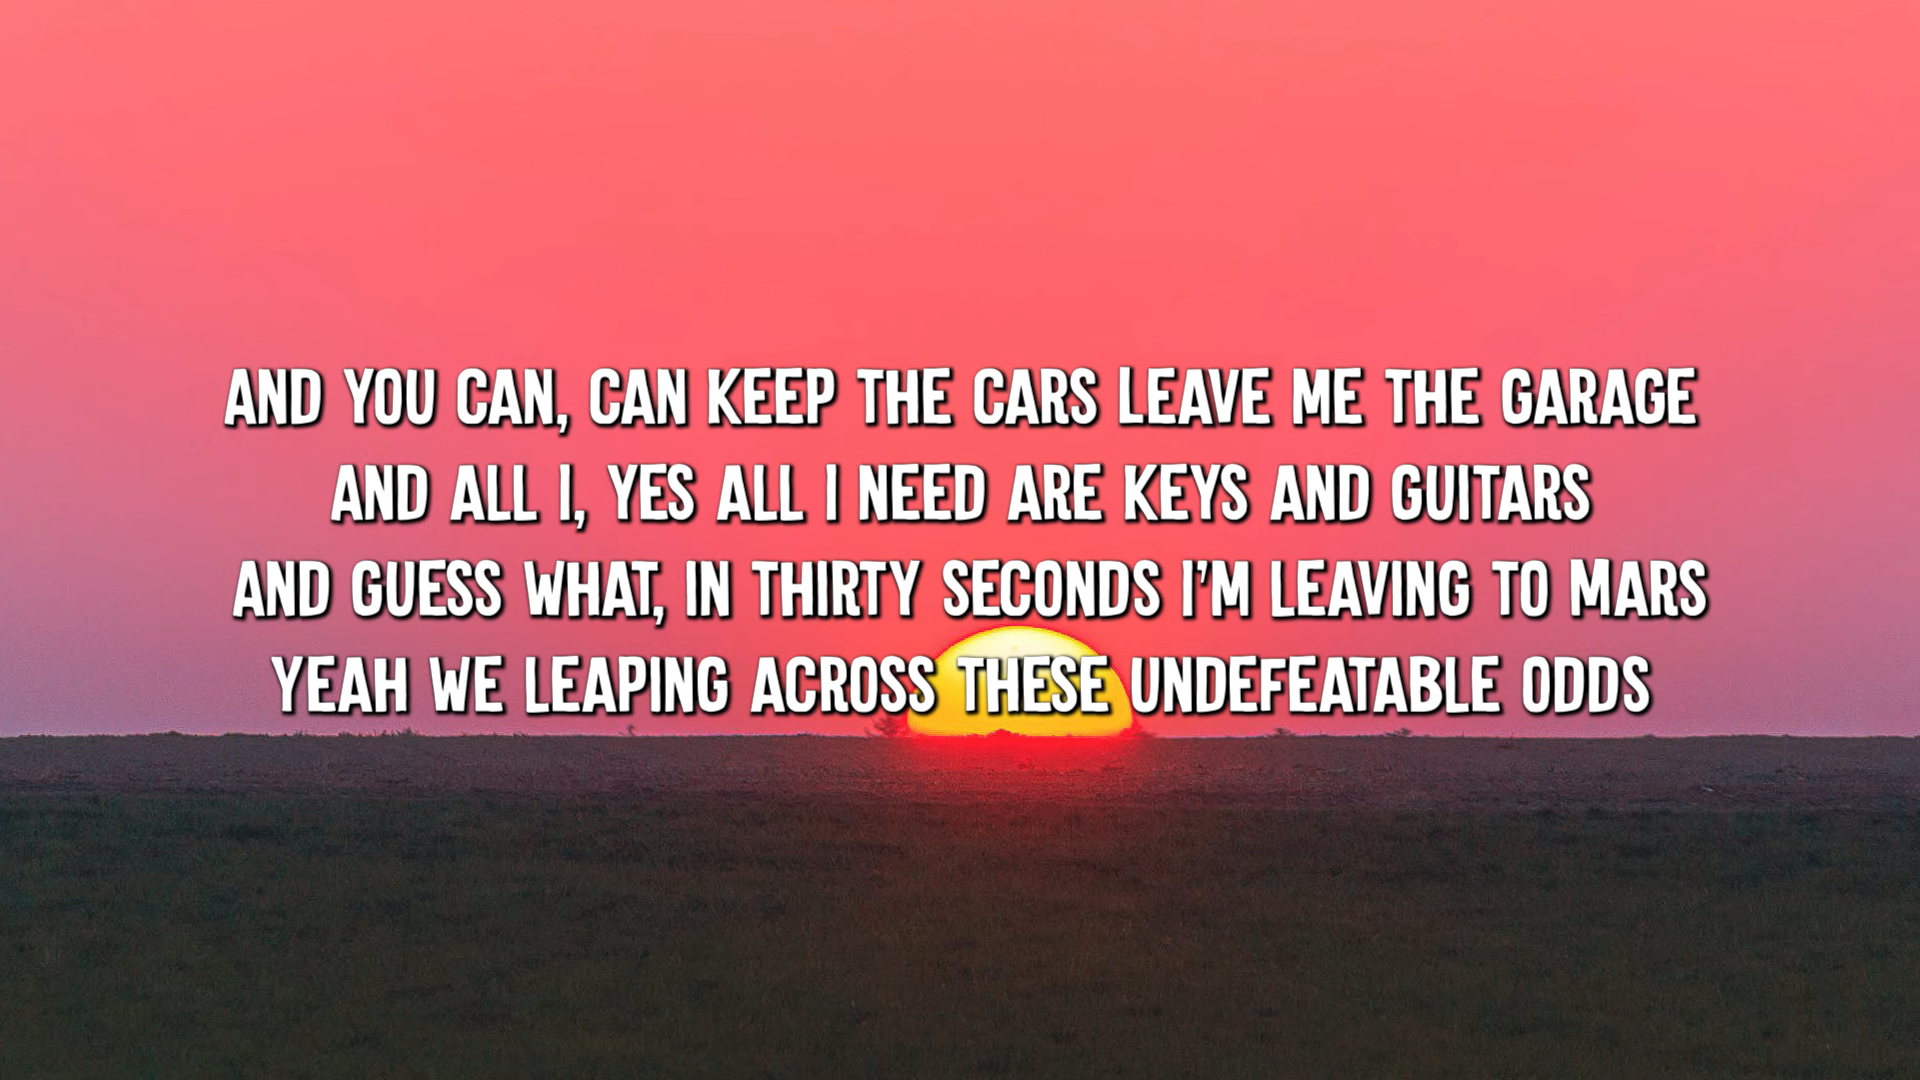 AND YOU CAN, CAN KEEP THE CARS LEAVE ME THE GARAGE
AND ALL I, YES ALL I NEED ARE KEYS AND GUITARS
AND GUESS WHAT, IN THIRTY SECONDS I'M LEAVING TO MARS
YEAH WE LEAPING ACROSS THESE UNDEFEATABLE ODDS